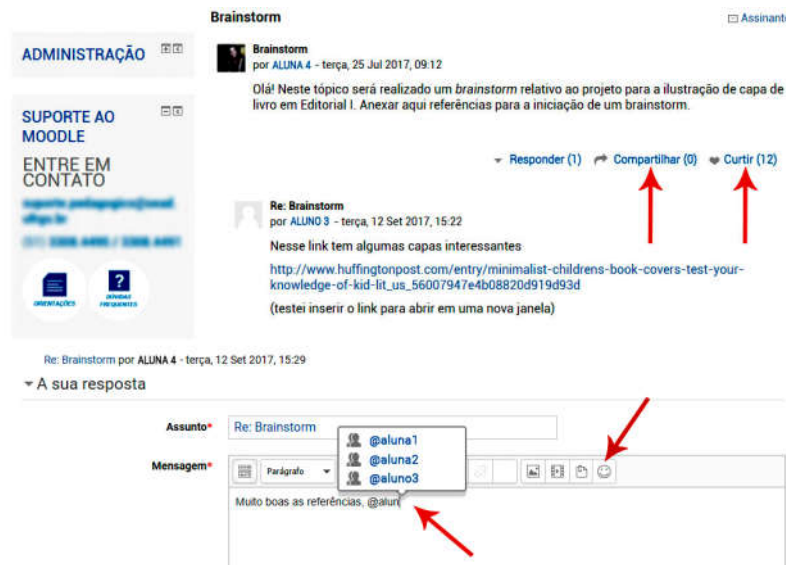 Brainstorm
Assinante
ADMINISTRAÇÃO
Brainstorm
por ALUNA 4 - terça, 25 Jul 2017, 09:12
Olá! Neste tópico será realizado um brainstorm relativo ao projeto para a ilustração de capa de
livro em Editorial I. Anexar aqui referências para a iniciação de um brainstorm.
SUPORTE AO
MOODLE
ENTRE EM
CONTATO
ORIENTAÇÕES
?
DÚVIDAS
FREQUENTES
Responder (1) Compartilhar (0) Curtir (12)
Re: Brainstorm
por ALUNO 3 - terça, 12 Set 2017, 15:22
Nesse link tem algumas capas interessantes
http://www.huffingtonpost.com/entry/minimalist-childrens-book-covers-test-your-
knowledge-of-kid-lit_us_56007947e4b08820d919d93d
(testei inserir o link para abrir em uma nova janela)
Re: Brainstorm por ALUNA 4 - terça, 12 Set 2017, 15:29
A sua resposta
Assunto*
Re: Brainstorm
@aluna1
@aluna2
@aluno3
Mensagem*
Parágrafo
Muito boas as referências, @alun